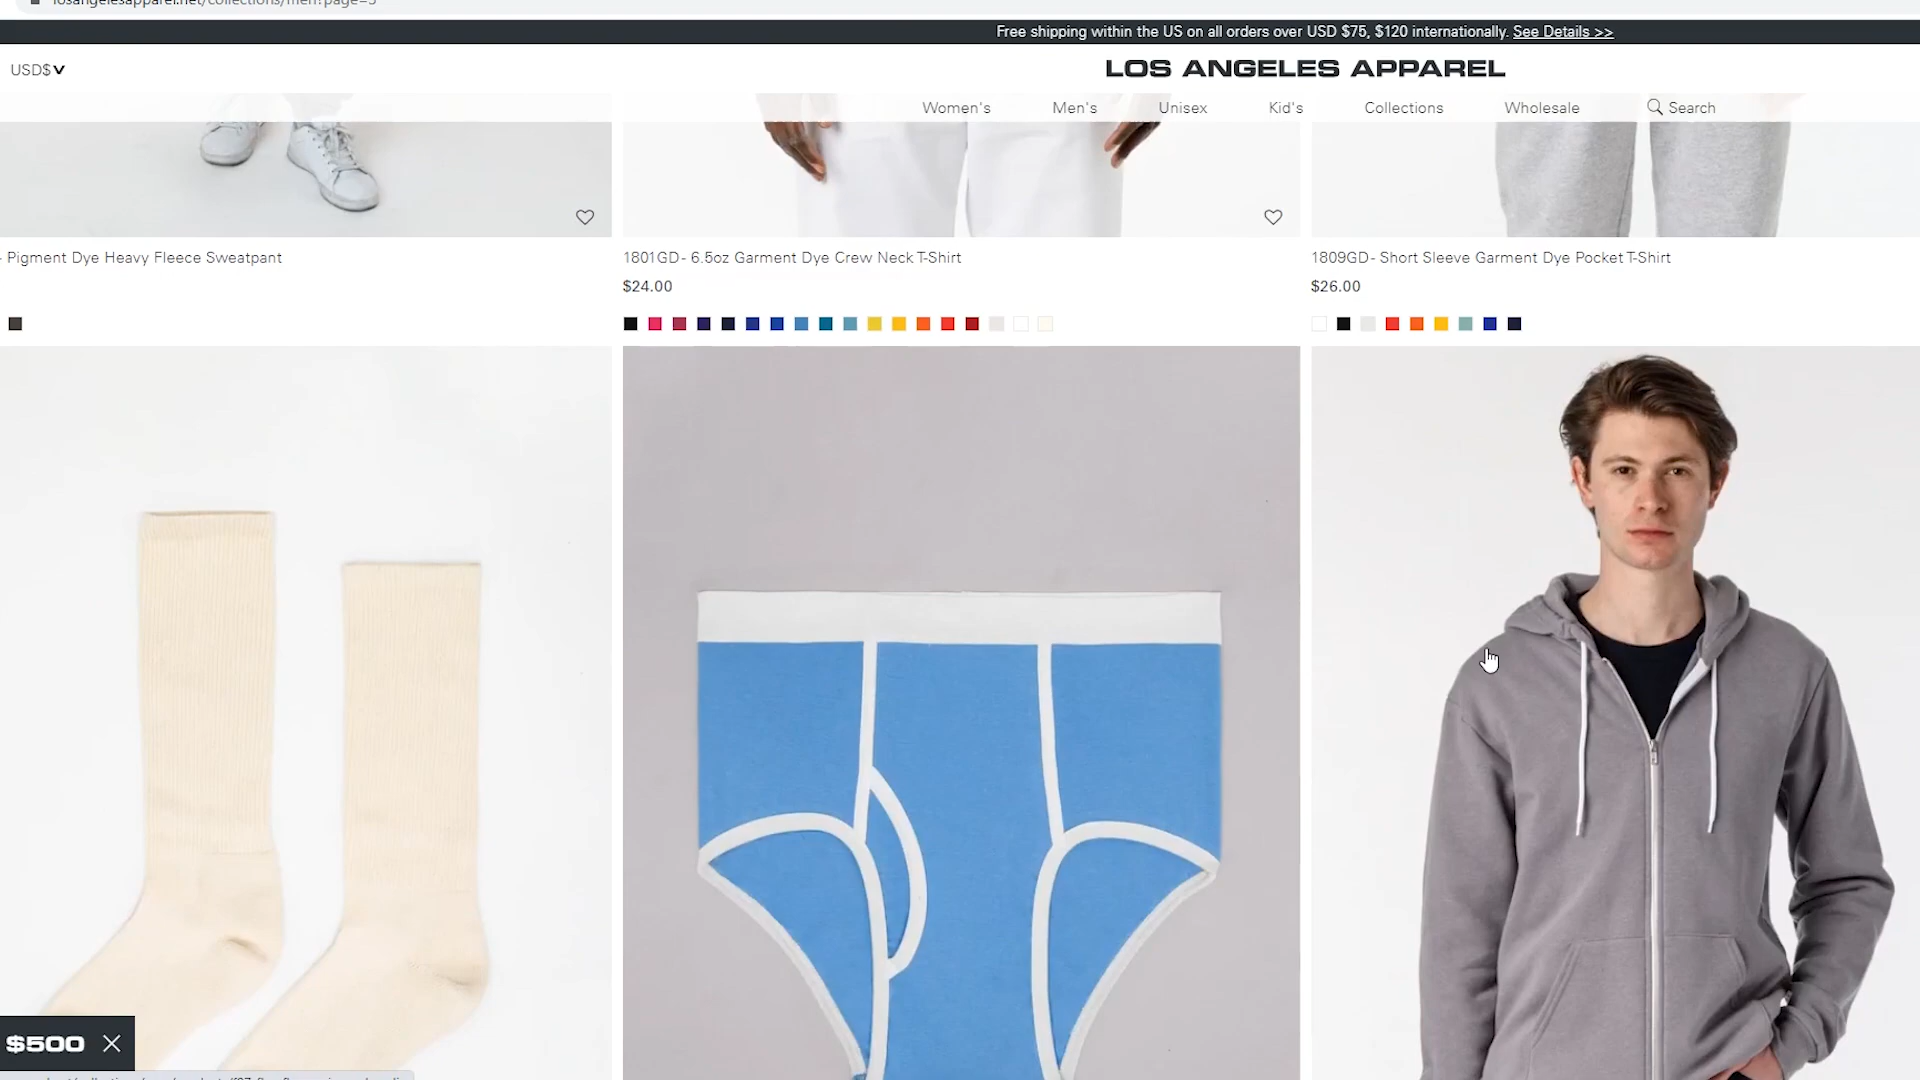 Free shipping within the US on all orders over USD $75, $120 internationally. See Details >>
USD$
LOS ANGELES APPAREL
Women's Men's Unisex Kid's Collections Wholesale Search
- Pigment Dye Heavy Fleece Sweatpant
1801GD - 6.5oz Garment Dye Crew Neck T-Shirt
$24.00
1809GD - Short Sleeve Garment Dye Pocket T-Shirt
$26.00
$500